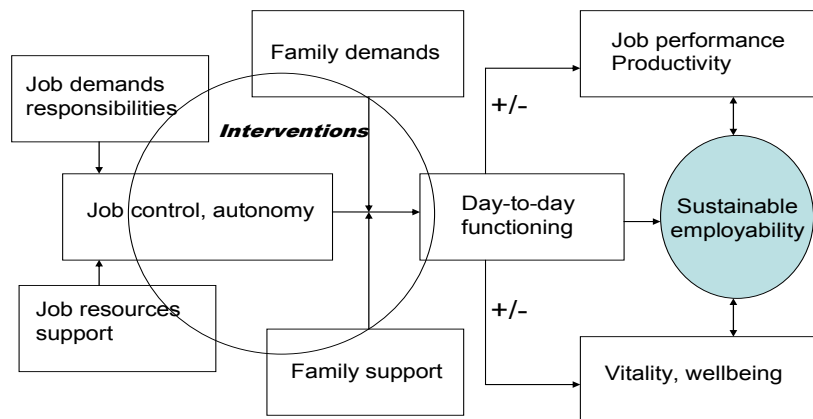 Family demands
Job performance
Productivity
Job demands
responsibilities
+/-
Interventions
Job control, autonomy
Day-to-day
functioning
Sustainable
employability
Job resources
support
+/-
Family support
Vitality, wellbeing